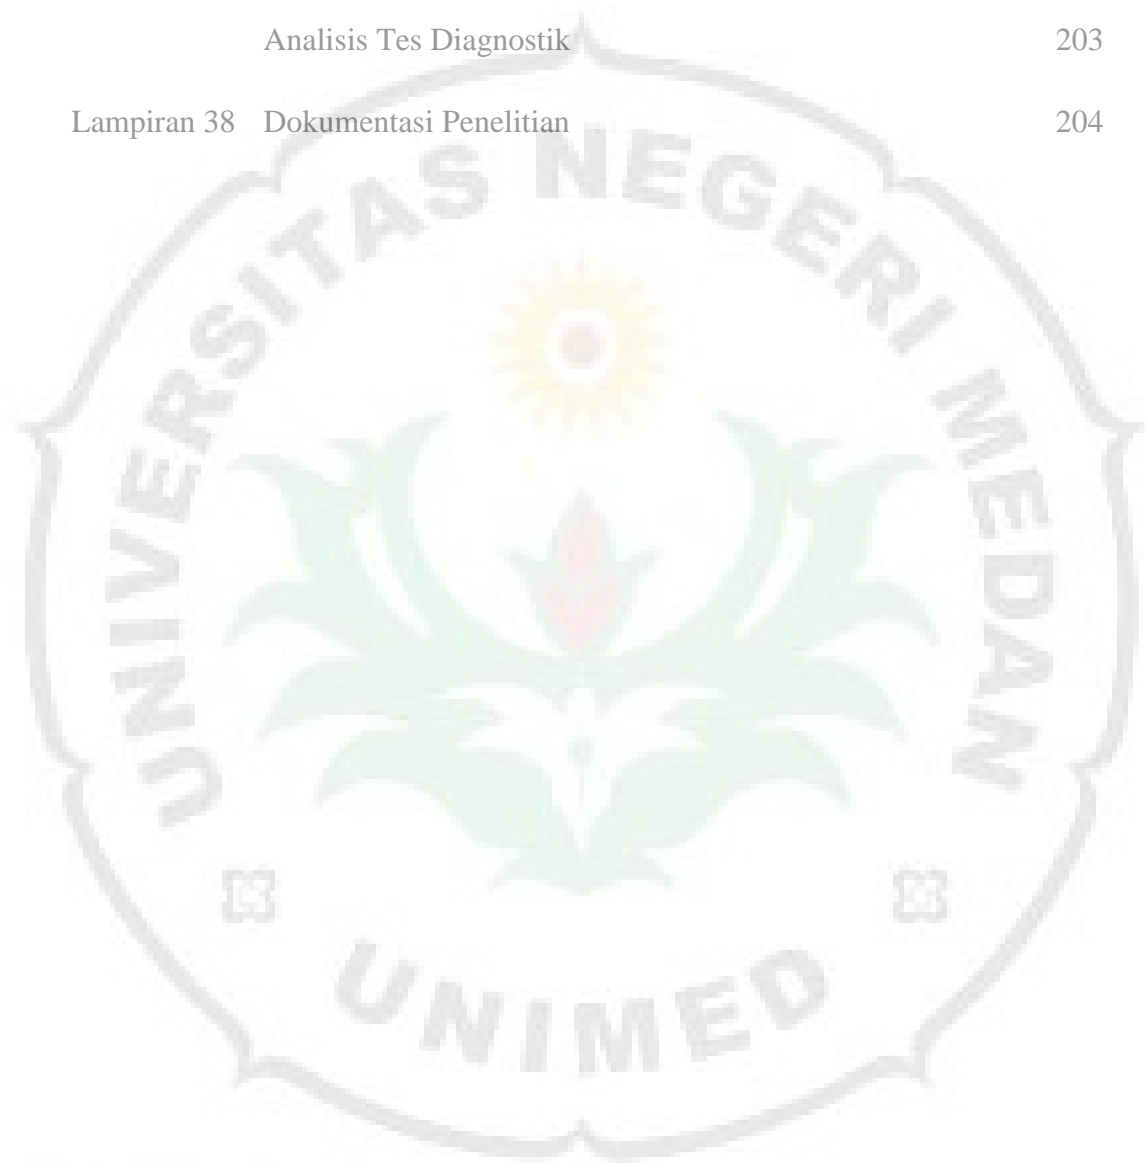 Analisis Tes Diagnostik 203
Lampiran 38 Dokumentasi Penelitian 204
UNIVERSITAS NEGERI MEDAN
UNIMED